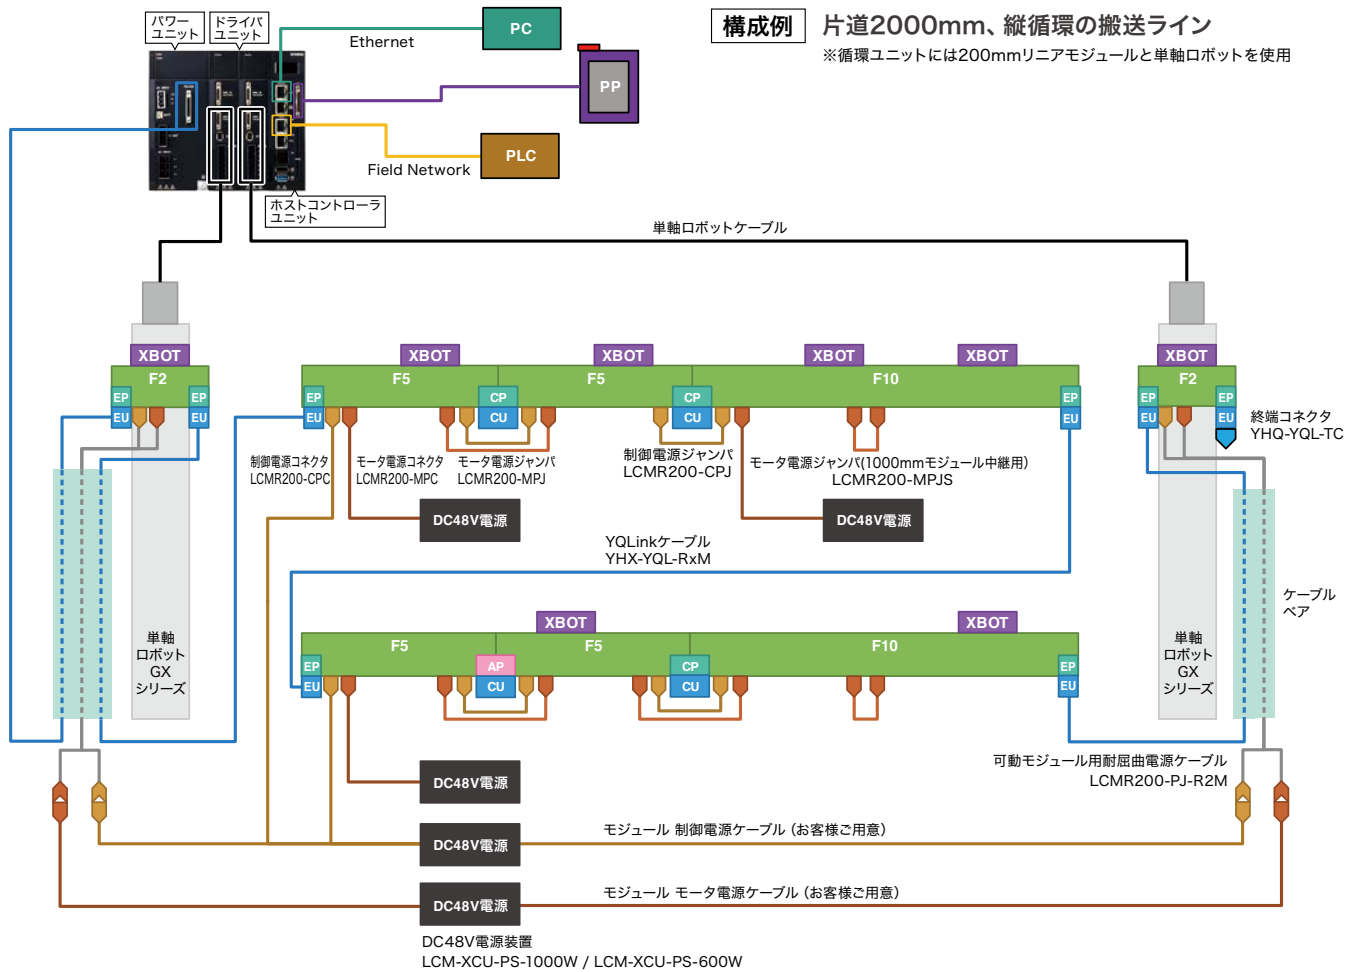 パワー
ユニット
ドライバ
ユニット
Ethernet
PC
PP
PLC
Field Network
ホストコントローラ
ユニット
構成例
片道2000mm、縦循環の搬送ライン
※循環ユニットには200mmリニアモジュールと単軸ロボットを使用
単軸ロボットケーブル
XBOT
F2
EP
EU
EP
EU
XBOT
XBOT
XBOT
XBOT
F5
F5
F10
EP
EU
CP
CU
CP
CU
EP
EU
XBOT
F2
EP
EU
EP
EU
終端コネクタ
YHQ-YQL-TC
制御電源コネクタ
LCMR200-CPC
モータ電源コネクタ
LCMR200-MPC
モータ電源ジャンパ
LCMR200-MPJ
制御電源ジャンパ
LCMR200-CPJ
モータ電源ジャンパ(1000mmモジュール中継用)
LCMR200-MPJS
DC48V電源
DC48V電源
YQLinkケーブル
YHX-YQL-RxM
ケーブル
ベア
単軸
ロボット
GX
シリーズ
XBOT
XBOT
F5
F5
F10
EP
EU
AP
CU
CP
CU
EP
EU
単軸
ロボット
GX
シリーズ
可動モジュール用耐屈曲電源ケーブル
LCMR200-PJ-R2M
DC48V電源
DC48V電源
モジュール 制御電源ケーブル (お客様ご用意)
DC48V電源
モジュール モータ電源ケーブル (お客様ご用意)
DC48V電源装置
LCM-XCU-PS-1000W / LCM-XCU-PS-600W